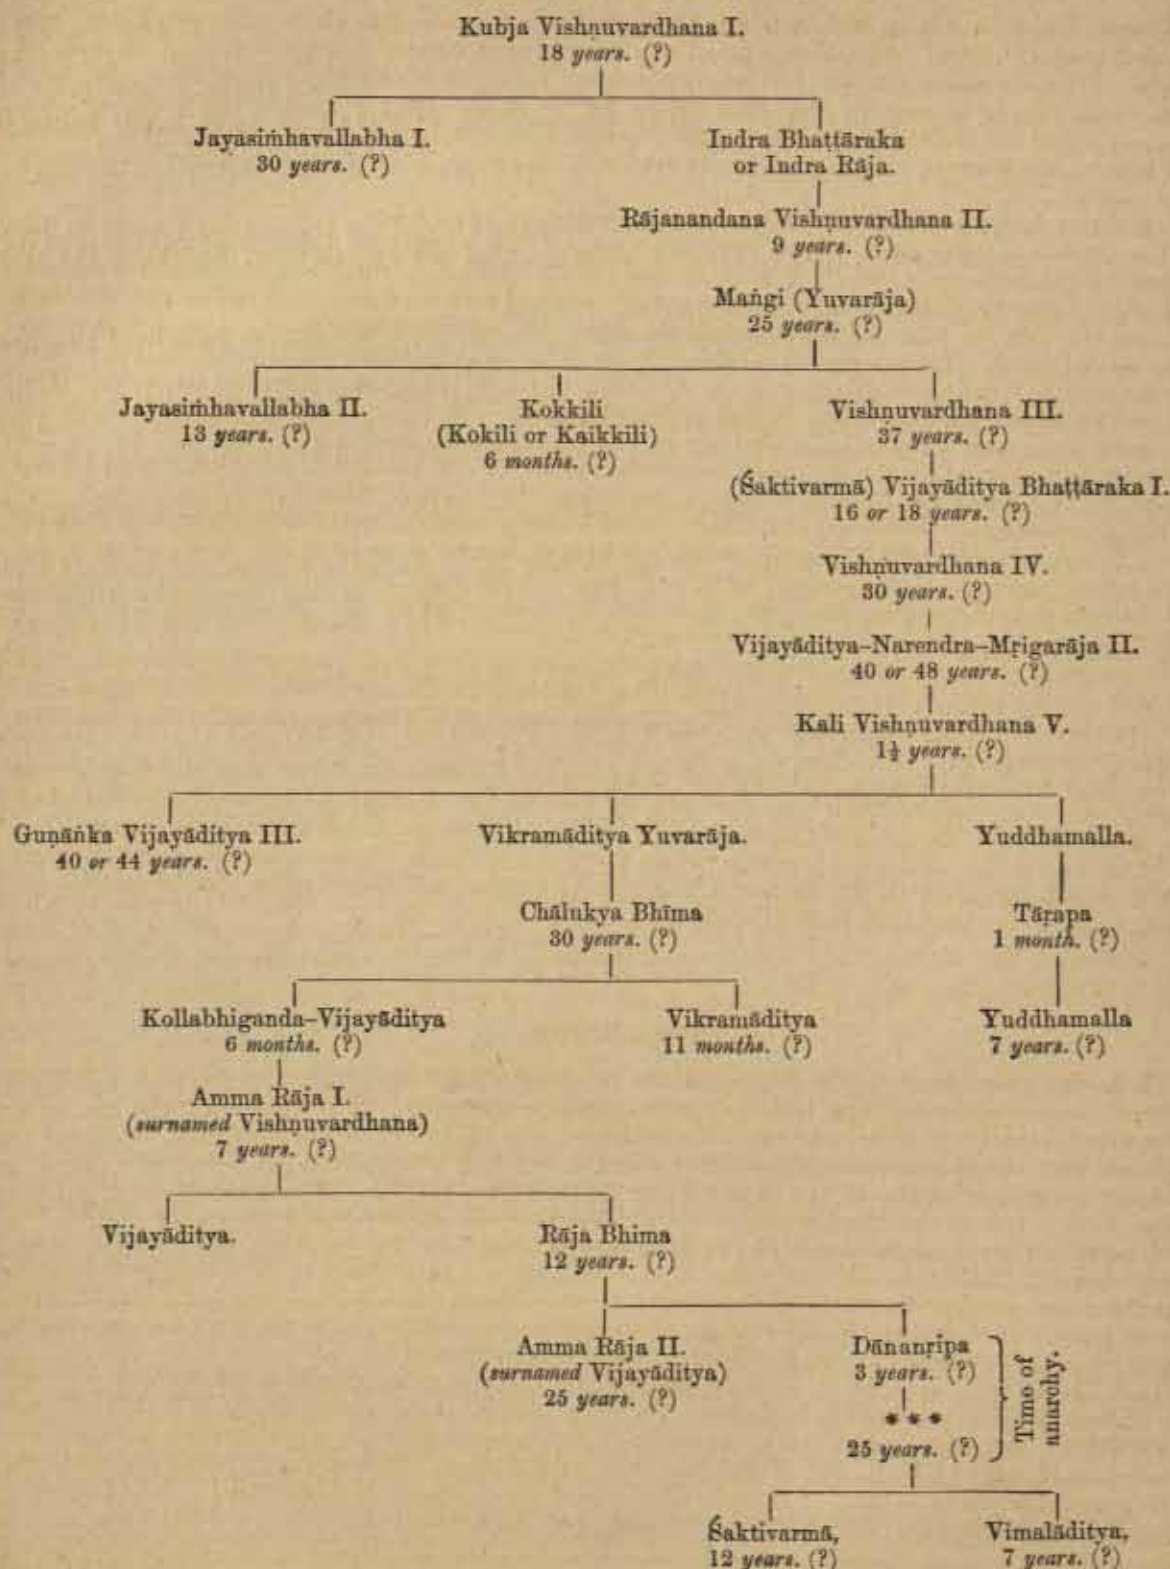 Kubja Vishṇuvardhana I.
18 years. (?)
Jayasiṁhavallabha I.
30 years. (?)
Indra Bhaṭṭāraka
or Indra Rāja.
Rājanandana Vishṇuvardhana II.
9 years. (?)
Maṅgi (Yuvarāja)
25 years. (?)
Jayasiṁhavallabha II.
13 years. (?)
Kokkili
(Kokili or Kaikkili)
6 months. (?)
Vishṇuvardhana III.
37 years. (?)
(Śaktivarmā) Vijayāditya Bhaṭṭāraka I.
16 or 18 years. (?)
Vishṇuvardhana IV.
30 years. (?)
Vijayāditya–Narendra–Mṛigarāja II.
40 or 48 years. (?)
Kali Vishṇuvardhana V.
1½ years. (?)
Guṇāṅka Vijayāditya III.
40 or 44 years. (?)
Vikramāditya Yuvarāja.
Yuddhamalla.
Chālukya Bhīma
30 years. (?)
Tāṛapa
1 month. (?)
Kollabhiganda–Vijayāditya
6 months. (?)
Vikramāditya
11 months. (?)
Yuddhamalla
7 years. (?)
Amma Rāja I.
(surnamed Vishṇuvardhana)
7 years. (?)
Vijayāditya.
Rāja Bhima
12 years. (?)
Amma Rāja II.
(surnamed Vijayāditya)
25 years. (?)
Dānanṛipa
3 years. (?)
* * *
25 years. (?)
Time of
anarchy.
Śaktivarmā,
12 years. (?)
Vimalāditya,
7 years. (?)